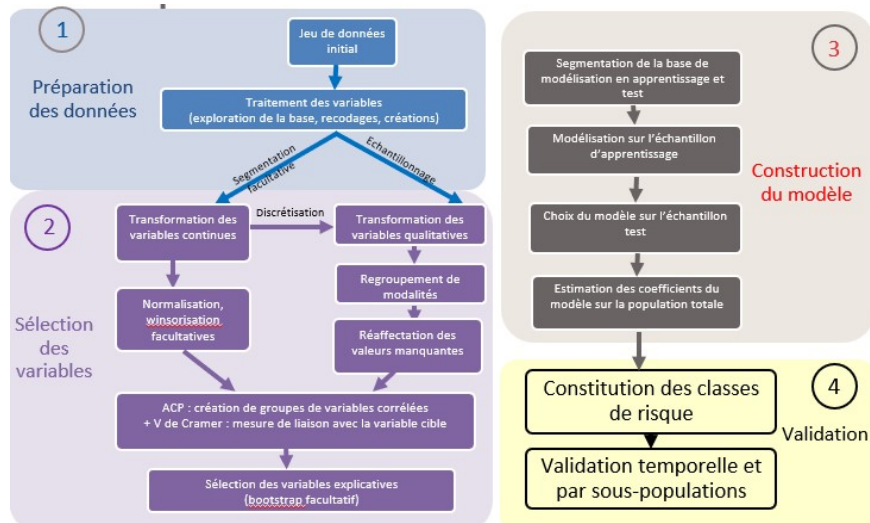 1
Préparation
des données
Jeu de données
initial
Traitement des variables
(exploration de la base, recodages, créations)
Segmentation
facultative
Echantillonnage
2
Sélection
des
variables
Transformation des
variables continues
Discrétisation
Transformation des
variables qualitatives
Normalisation,
winsorisation
facultatives
Regroupement de
modalités
Réaffectation des
valeurs manquantes
ACP : création de groupes de variables corrélées
+ V de Cramer : mesure de liaison avec la variable cible
Sélection des variables explicatives
(bootstrap facultatif)
3
Construction
du modèle
Segmentation de la base de
modélisation en apprentissage et
test
Modélisation sur l’échantillon
d’apprentissage
Choix du modèle sur l’échantillon
test
Estimation des coefficients du
modèle sur la population totale
4
Validation
Constitution des classes
de risque
Validation temporelle et
par sous-populations